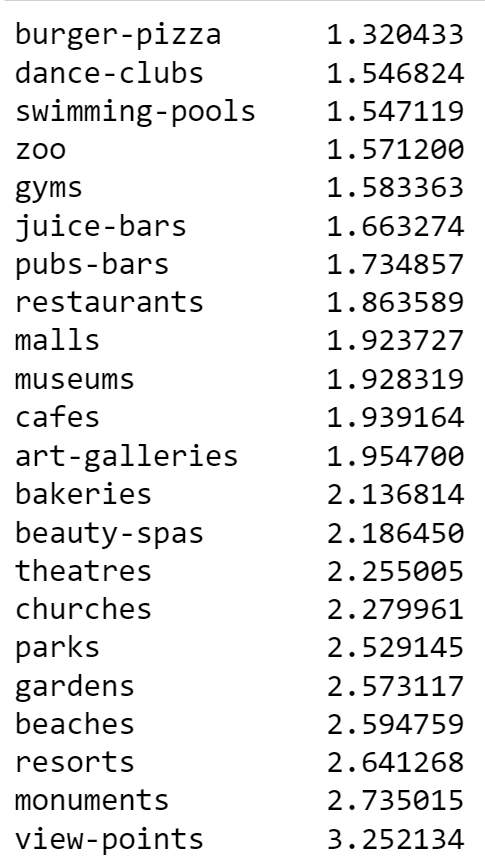 burger-pizza 1.320433
dance-clubs 1.546824
swimming-pools 1.547119
zoo 1.571200
gyms 1.583363
juice-bars 1.663274
pubs-bars 1.734857
restaurants 1.863589
malls 1.923727
museums 1.928319
cafes 1.939164
art-galleries 1.954700
bakeries 2.136814
beauty-spas 2.186450
theatres 2.255005
churches 2.279961
parks 2.529145
gardens 2.573117
beaches 2.594759
resorts 2.641268
monuments 2.735015
view-points 3.252134